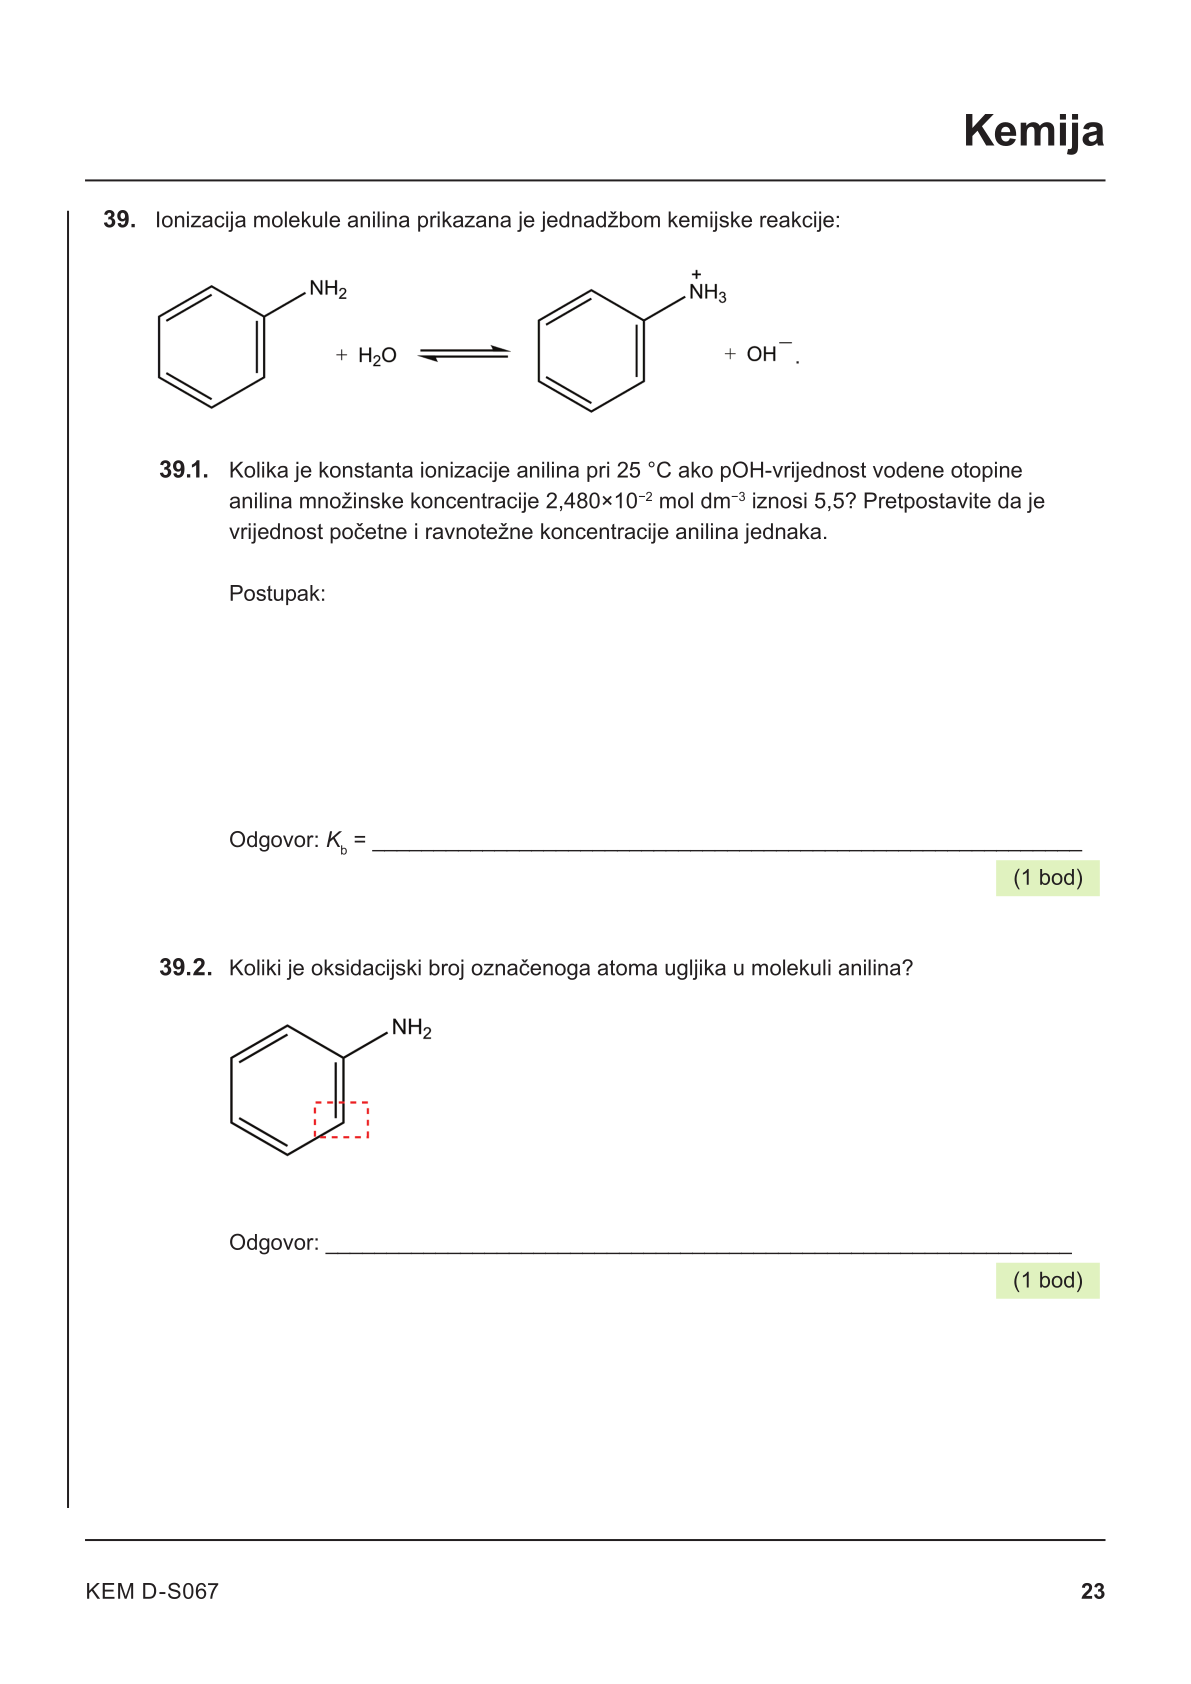 Kemija
39. Ionizacija molekule anilina prikazana je jednadžbom kemijske reakcije:
NH₂ + H₂O ⇌ NH₃⁺ + OH⁻ .
39.1. Kolika je konstanta ionizacije anilina pri 25 °C ako pOH-vrijednost vodene otopine
anilina množinske koncentracije 2,480×10⁻² mol dm⁻³ iznosi 5,5? Pretpostavite da je
vrijednost početne i ravnotežne koncentracije anilina jednaka.
Postupak:
Odgovor: K_b = ____________________________________________________________
(1 bod)
39.2. Koliki je oksidacijski broj označenoga atoma ugljika u molekuli anilina?
NH₂
Odgovor: _______________________________________________________________
(1 bod)
KEM D-S067
23